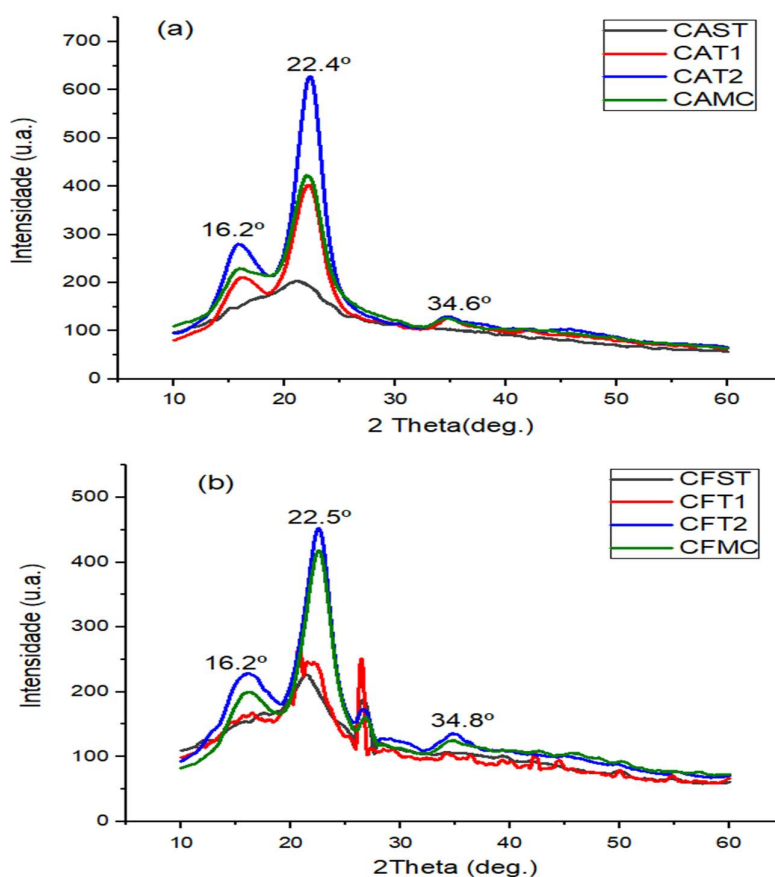 (a)
CAST
CAT1
CAT2
CAMC
700
600
500
400
300
200
100
0
22.4º
16.2º
34.6º
Intensidade (u.a.)
10 20 30 40 50 60
2 Theta(deg.)
(b)
CFST
CFT1
CFT2
CFMC
500
400
300
200
100
0
22.5º
16.2º
34.8º
Intensidade (u.a.)
10 20 30 40 50 60
2Theta (deg.)